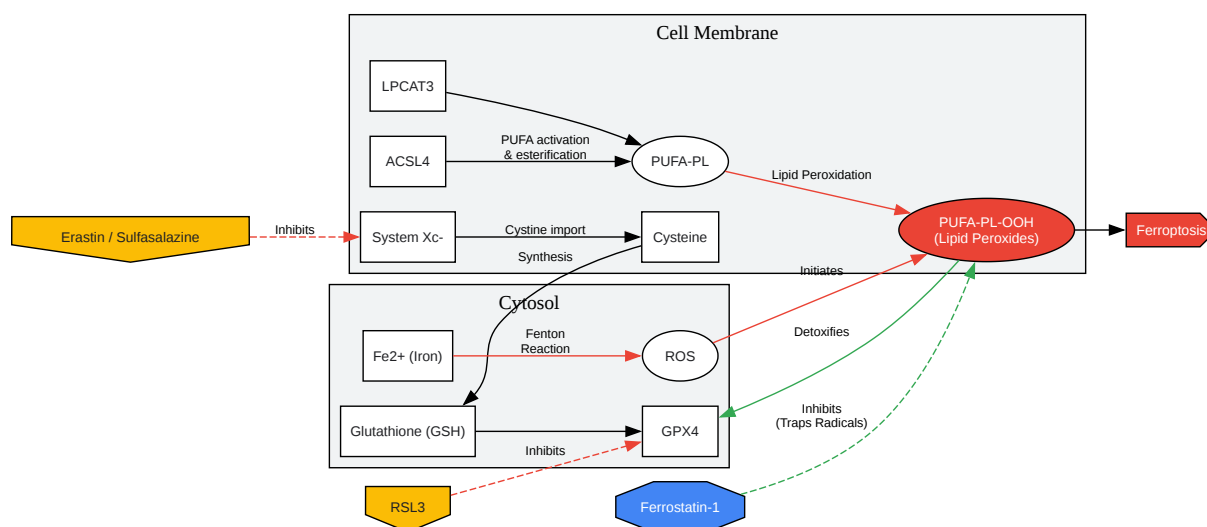 Cell Membrane
LPCAT3
ACSL4
PUFA activation
& esterification
PUFA-PL
Lipid Peroxidation
Erastin / Sulfasalazine
Inhibits
System Xc-
Cystine import
Cysteine
PUFA-PL-OOH
(Lipid Peroxides)
Ferroptosis
Synthesis
Initiates
Cytosol
Fe2+ (Iron)
Fenton
Reaction
ROS
Detoxifies
Glutathione (GSH)
GPX4
Inhibits
(Traps Radicals)
Inhibits
RSL3
Ferrostatin-1